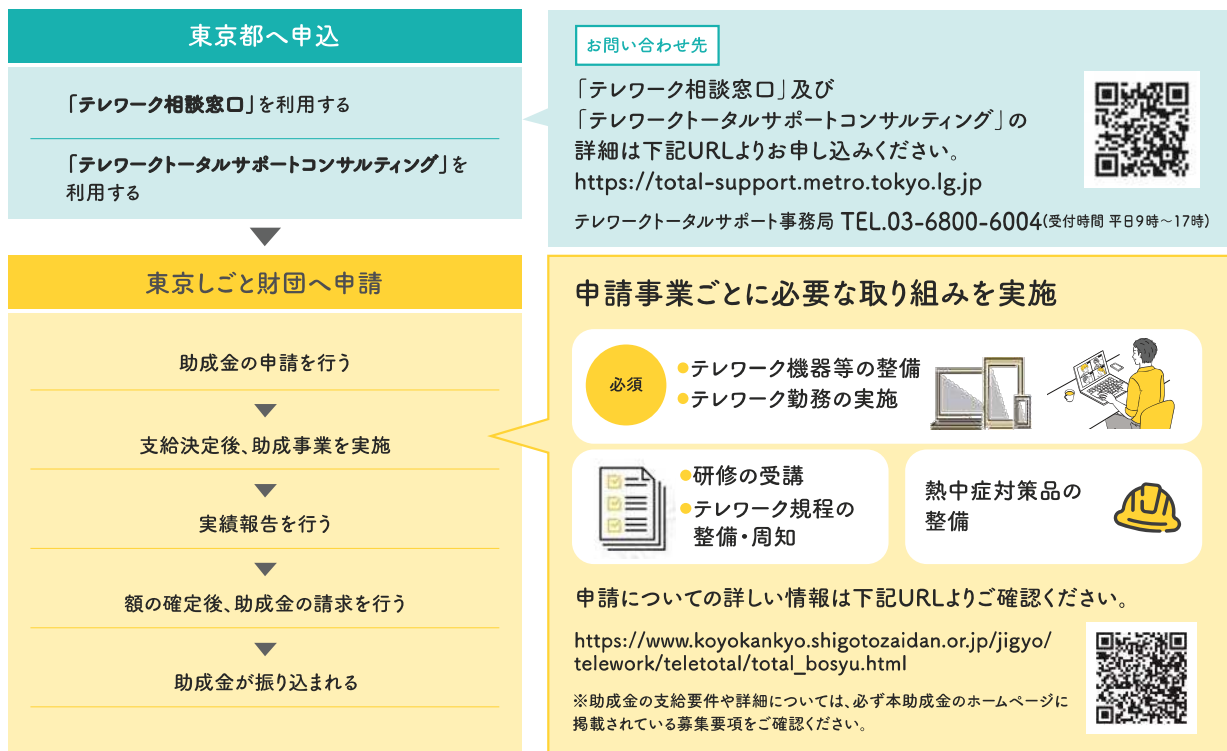 東京都へ申込
「テレワーク相談窓口」を利用する
「テレワークトータルサポートコンサルティング」を
利用する
お問い合わせ先
「テレワーク相談窓口」及び
「テレワークトータルサポートコンサルティング」の
詳細は下記URLよりお申し込みください。
https://total-support.metro.tokyo.lg.jp
テレワークトータルサポート事務局 TEL.03-6800-6004(受付時間 平日9時～17時)
東京しごと財団へ申請
助成金の申請を行う
支給決定後、助成事業を実施
実績報告を行う
額の確定後、助成金の請求を行う
助成金が振り込まれる
申請事業ごとに必要な取り組みを実施
必須
●テレワーク機器等の整備
●テレワーク勤務の実施
●研修の受講
●テレワーク規程の
整備・周知
熱中症対策品の
整備
申請についての詳しい情報は下記URLよりご確認ください。
https://www.koyokankyo.shigotozaidan.or.jp/jigyo/
telework/teletotal/total_bosyu.html
※助成金の支給要件や詳細については、必ず本助成金のホームページに
掲載されている募集要項をご確認ください。